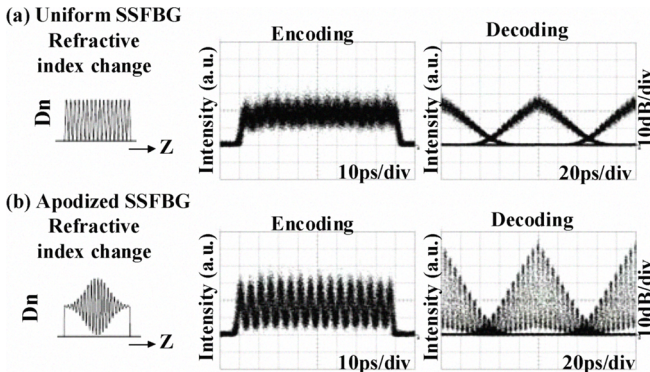 (a) Uniform SSFBG
Refractive
index change
Dn
Z
Encoding
Intensity (a.u.)
10ps/div
Decoding
Intensity (a.u.)
10dB/div
20ps/div
(b) Apodized SSFBG
Refractive
index change
Dn
Z
Encoding
Intensity (a.u.)
10ps/div
Decoding
Intensity (a.u.)
10dB/div
20ps/div